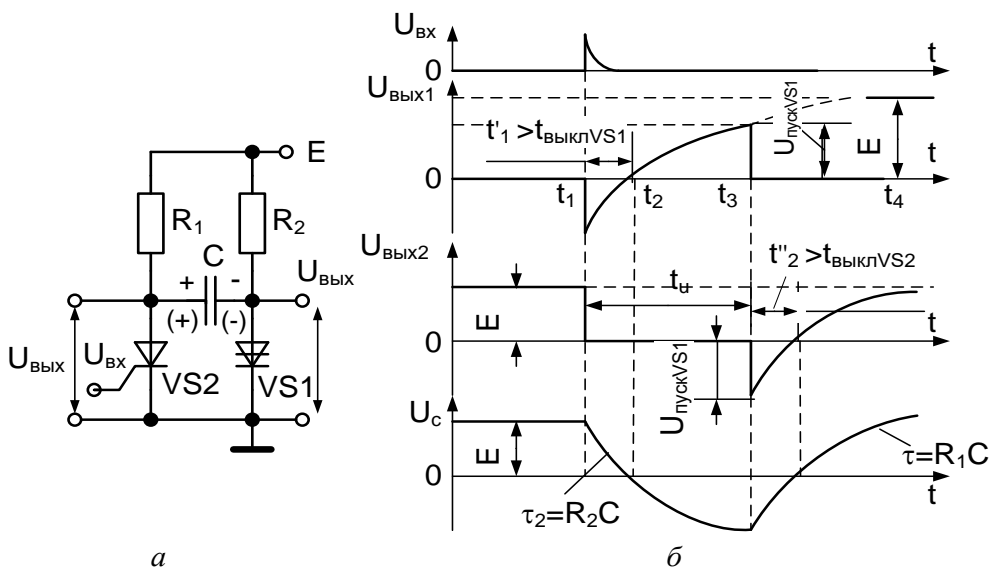 E
R₁
R₂
C
+
-
(+)
(-)
Uвых
Uвых
Uвх
VS2
VS1
а
Uвх
0
t
Uвых1
t'₁ >tвыклVS1
UпускVS1
E
t
0
t₁
t₂
t₃
t₄
Uвых2
t''₂ >tвыклVS2
tи
E
0
t
UпускVS1
Uc
E
0
τ₂=R₂C
τ=R₁C
t
б